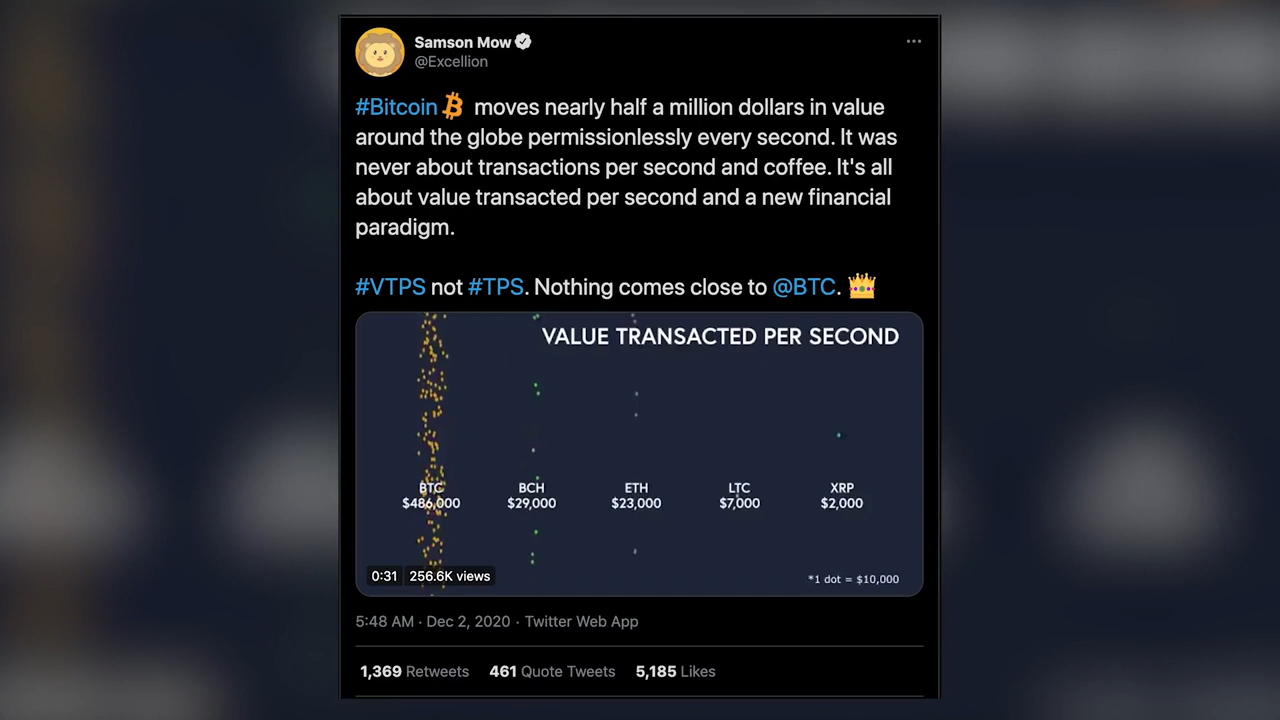 Samson Mow
@Excellion
#Bitcoin moves nearly half a million dollars in value
around the globe permissionlessly every second. It was
never about transactions per second and coffee. It's all
about value transacted per second and a new financial
paradigm.
#VTPS not #TPS. Nothing comes close to @BTC. 👑
VALUE TRANSACTED PER SECOND
BTC BCH ETH LTC XRP
$486,000 $29,000 $23,000 $7,000 $2,000
0:31 256.6K views
*1 dot = $10,000
5:48 AM · Dec 2, 2020 · Twitter Web App
1,369 Retweets 461 Quote Tweets 5,185 Likes